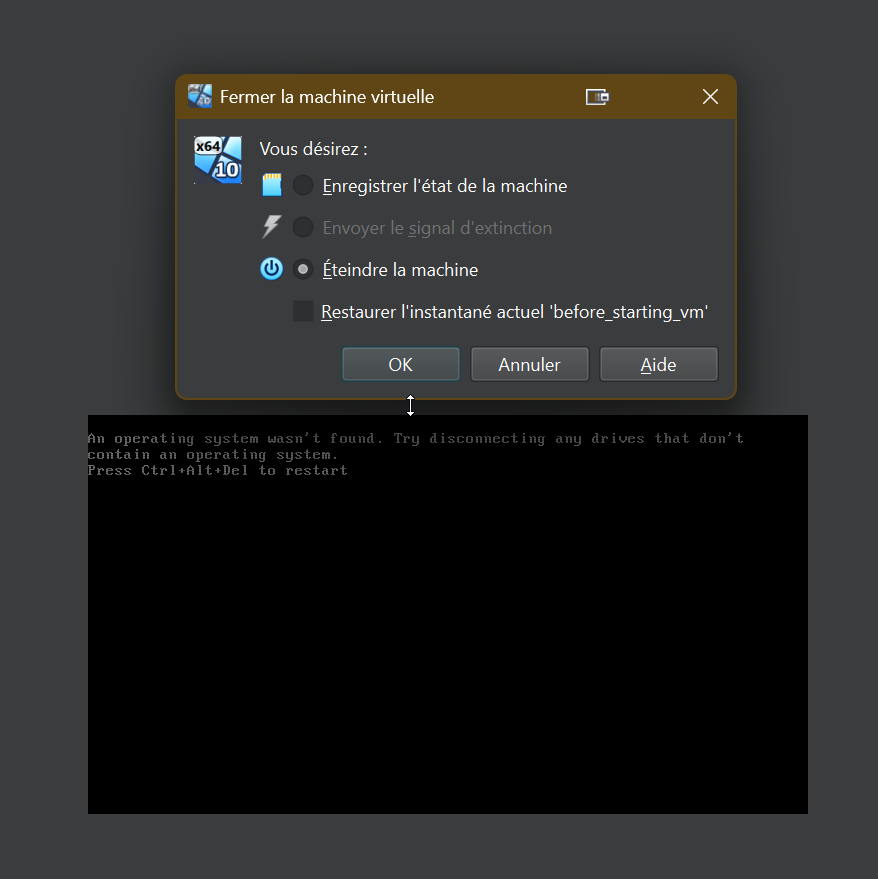 Fermer la machine virtuelle
x64
10
Vous désirez :
Enregistrer l'état de la machine
Envoyer le signal d'extinction
Éteindre la machine
Restaurer l'instantané actuel 'before_starting_vm'
OK
Annuler
Aide
An operating system wasn't found. Try disconnecting any drives that don't
contain an operating system.
Press Ctrl+Alt+Del to restart